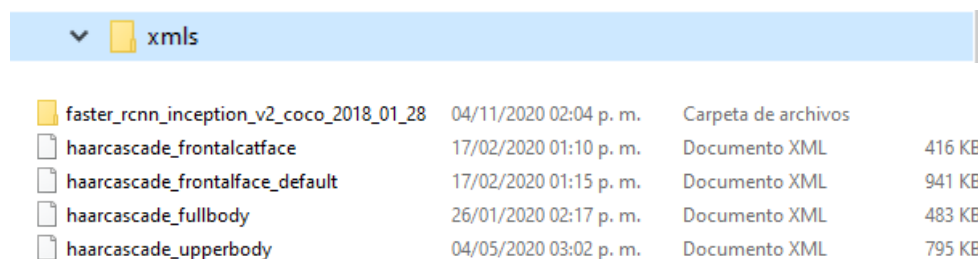 xmls
faster_rcnn_inception_v2_coco_2018_01_28 04/11/2020 02:04 p. m. Carpeta de archivos
haarcascade_frontalcatface 17/02/2020 01:10 p. m. Documento XML 416 KB
haarcascade_frontalface_default 17/02/2020 01:15 p. m. Documento XML 941 KB
haarcascade_fullbody 26/01/2020 02:17 p. m. Documento XML 483 KB
haarcascade_upperbody 04/05/2020 03:02 p. m. Documento XML 795 KB